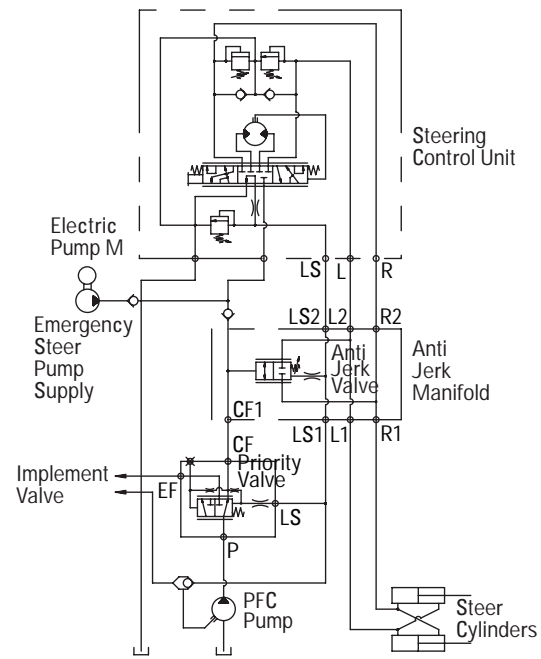 Steering
Control Unit
Electric
Pump M
LS
L
R
Emergency
Steer
Pump
Supply
LS2
L2
R2
Anti
Jerk
Valve
Anti
Jerk
Manifold
CF1
LS1
L1
R1
CF
Priority
Valve
Implement
Valve
EF
LS
P
PFC
Pump
Steer
Cylinders